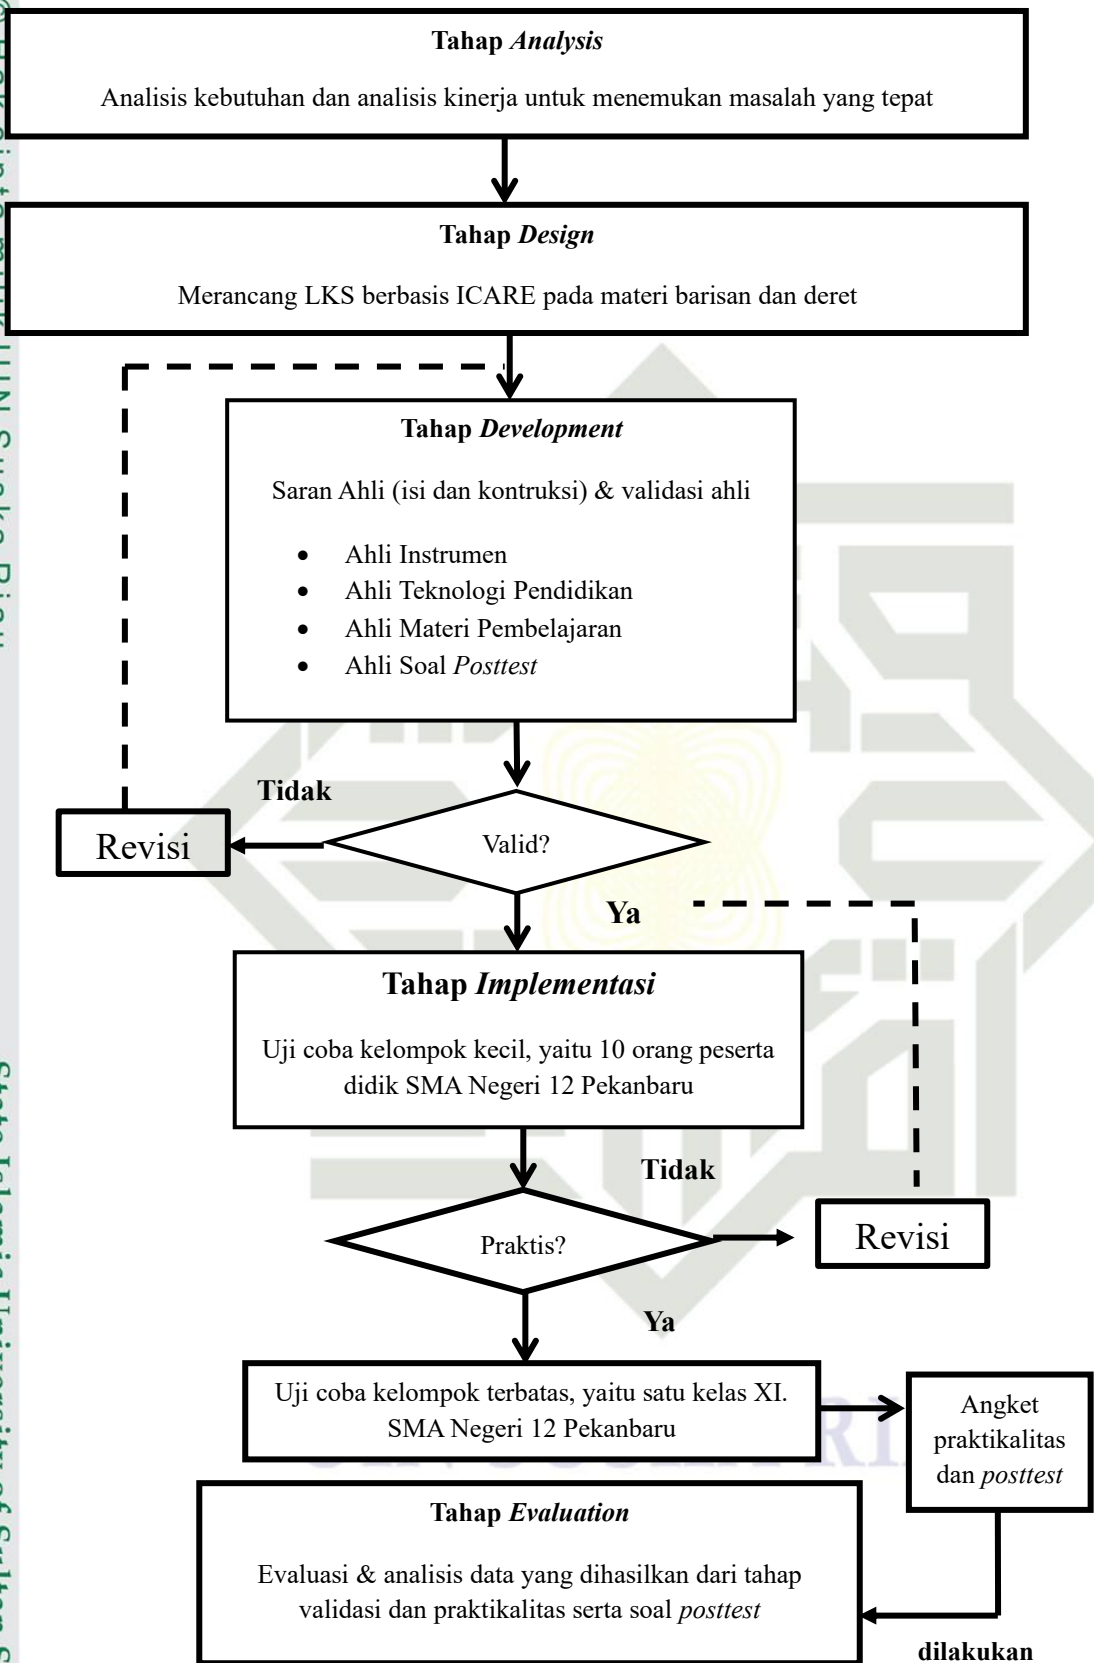 Tahap Analysis
Analisis kebutuhan dan analisis kinerja untuk menemukan masalah yang tepat
Tahap Design
Merancang LKS berbasis ICARE pada materi barisan dan deret
Tahap Development
Saran Ahli (isi dan kontruksi) & validasi ahli
• Ahli Instrumen
• Ahli Teknologi Pendidikan
• Ahli Materi Pembelajaran
• Ahli Soal Posttest
Tidak
Revisi
Valid?
Ya
Tahap Implementasi
Uji coba kelompok kecil, yaitu 10 orang peserta
didik SMA Negeri 12 Pekanbaru
Tidak
Praktis?
Revisi
Ya
Uji coba kelompok terbatas, yaitu satu kelas XI.
SMA Negeri 12 Pekanbaru
Angket
praktikalitas
dan posttest
Tahap Evaluation
Evaluasi & analisis data yang dihasilkan dari tahap
validasi dan praktikalitas serta soal posttest
dilakukan
State Islamic University of Sultan S